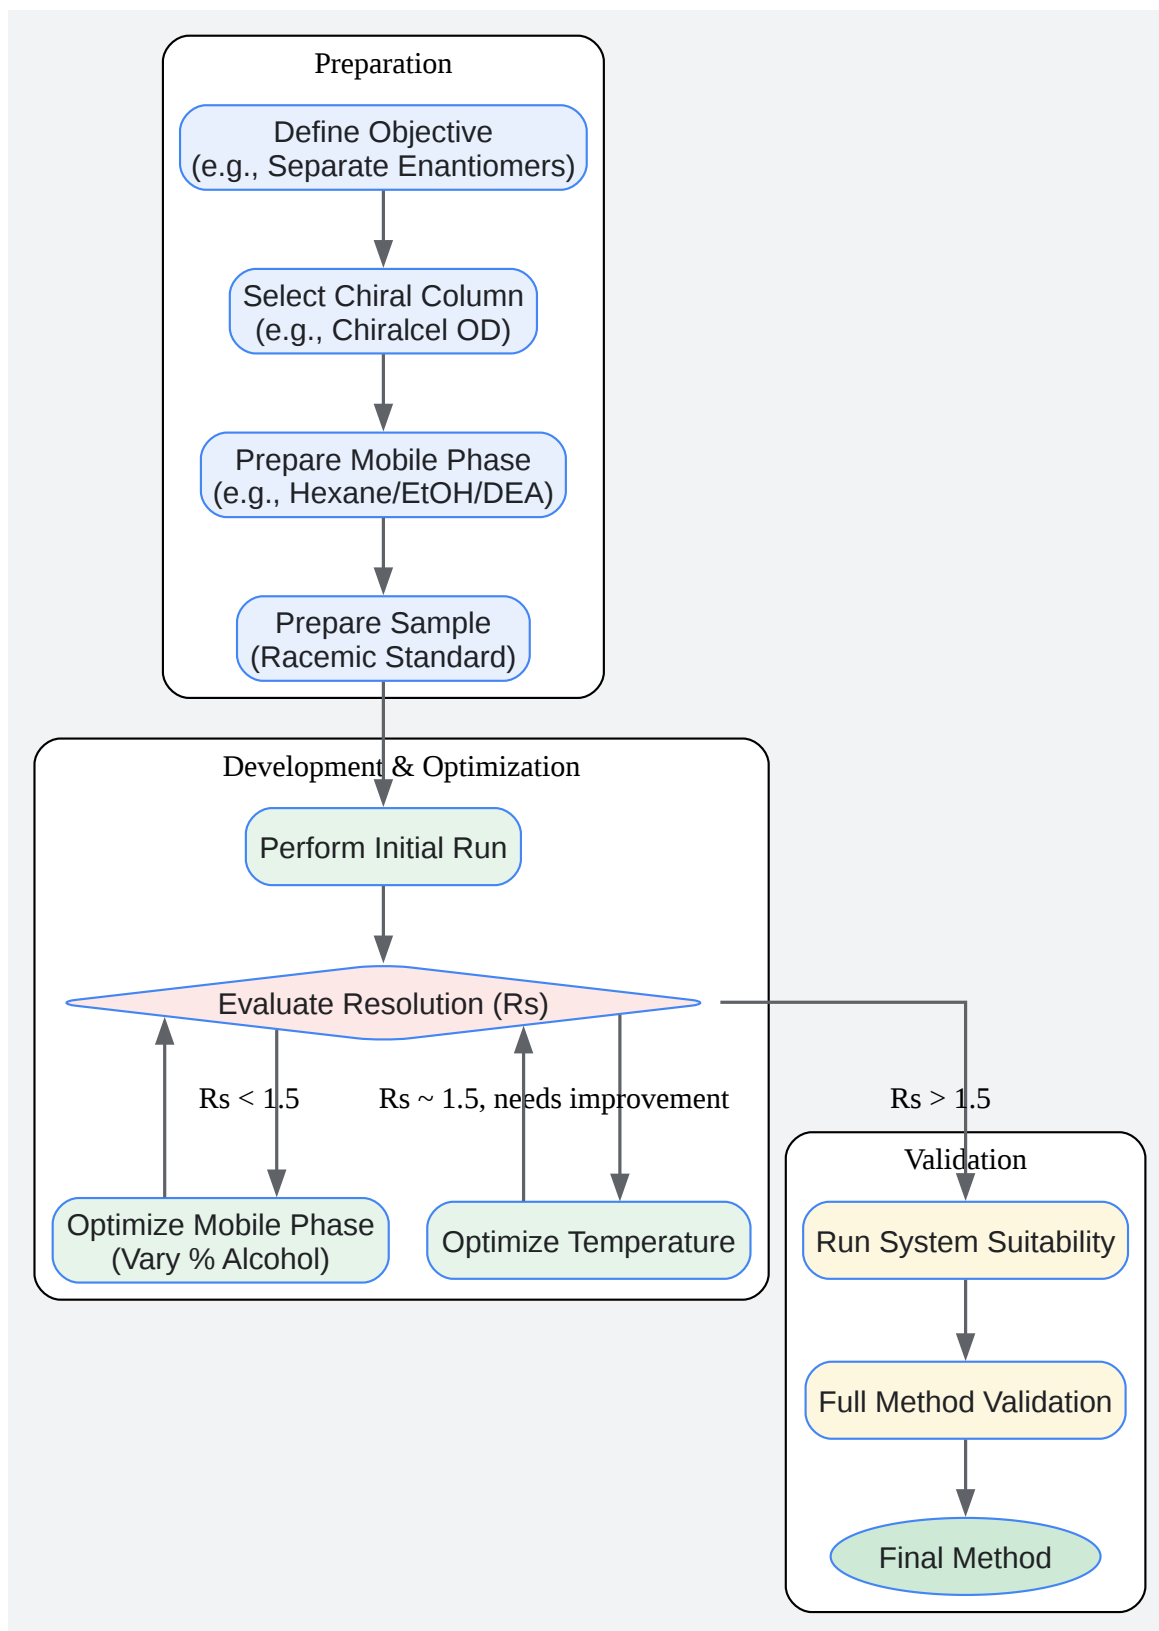 Preparation
Define Objective
(e.g., Separate Enantiomers)
Select Chiral Column
(e.g., Chiralcel OD)
Prepare Mobile Phase
(e.g., Hexane/EtOH/DEA)
Prepare Sample
(Racemic Standard)
Development & Optimization
Perform Initial Run
Evaluate Resolution (Rs)
Rs < 1.5
Rs ~ 1.5, needs improvement
Rs > 1.5
Optimize Mobile Phase
(Vary % Alcohol)
Optimize Temperature
Validation
Run System Suitability
Full Method Validation
Final Method